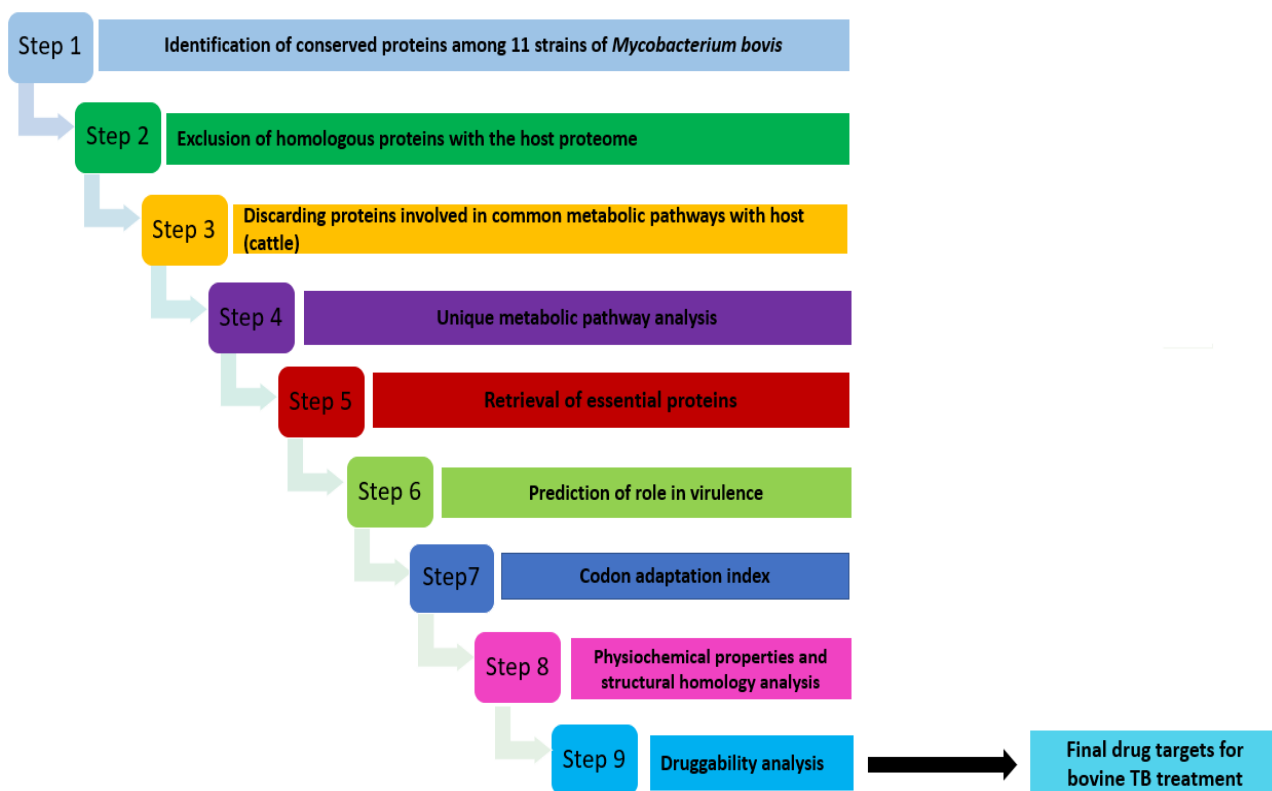 Step 1
Identification of conserved proteins among 11 strains of Mycobacterium bovis
Step 2
Exclusion of homologous proteins with the host proteome
Step 3
Discarding proteins involved in common metabolic pathways with host
(cattle)
Step 4
Unique metabolic pathway analysis
Step 5
Retrieval of essential proteins
Step 6
Prediction of role in virulence
Step7
Codon adaptation index
Step 8
Physiochemical properties and
structural homology analysis
Step 9
Druggability analysis
Final drug targets for
bovine TB treatment